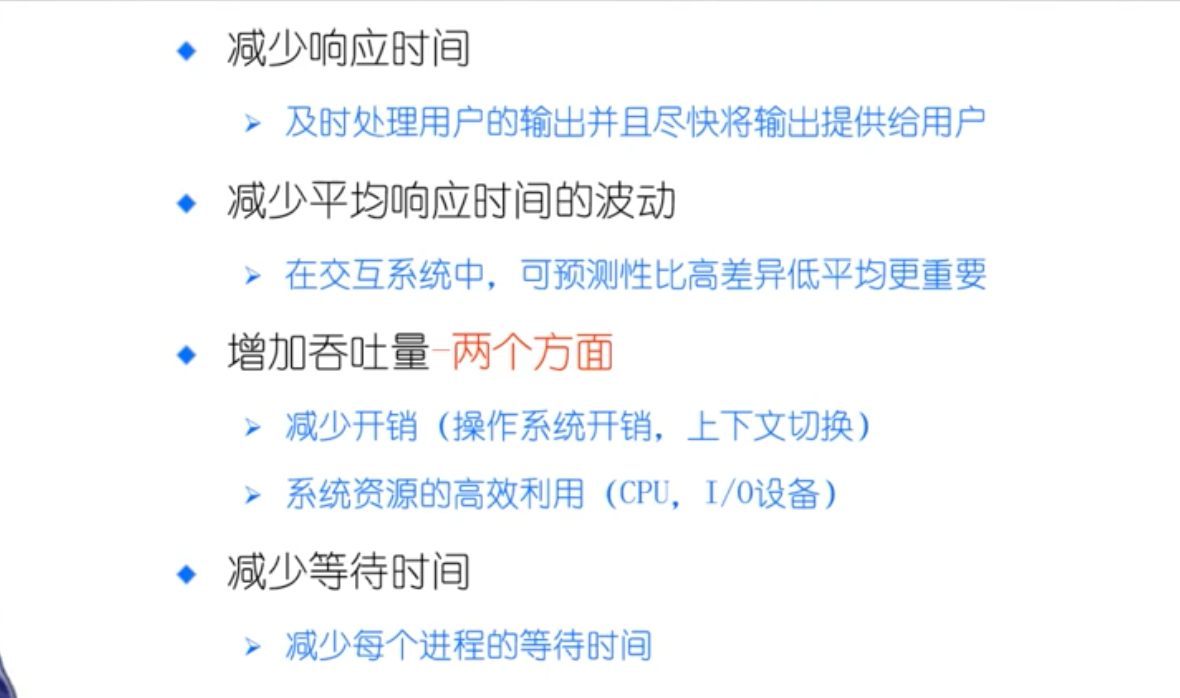 减少响应时间
及时处理用户的输出并且尽快将输出提供给用户
减少平均响应时间的波动
在交互系统中，可预测性比高差异低平均更重要
增加吞吐量-两个方面
减少开销（操作系统开销，上下文切换）
系统资源的高效利用（CPU，I/O设备）
减少等待时间
减少每个进程的等待时间